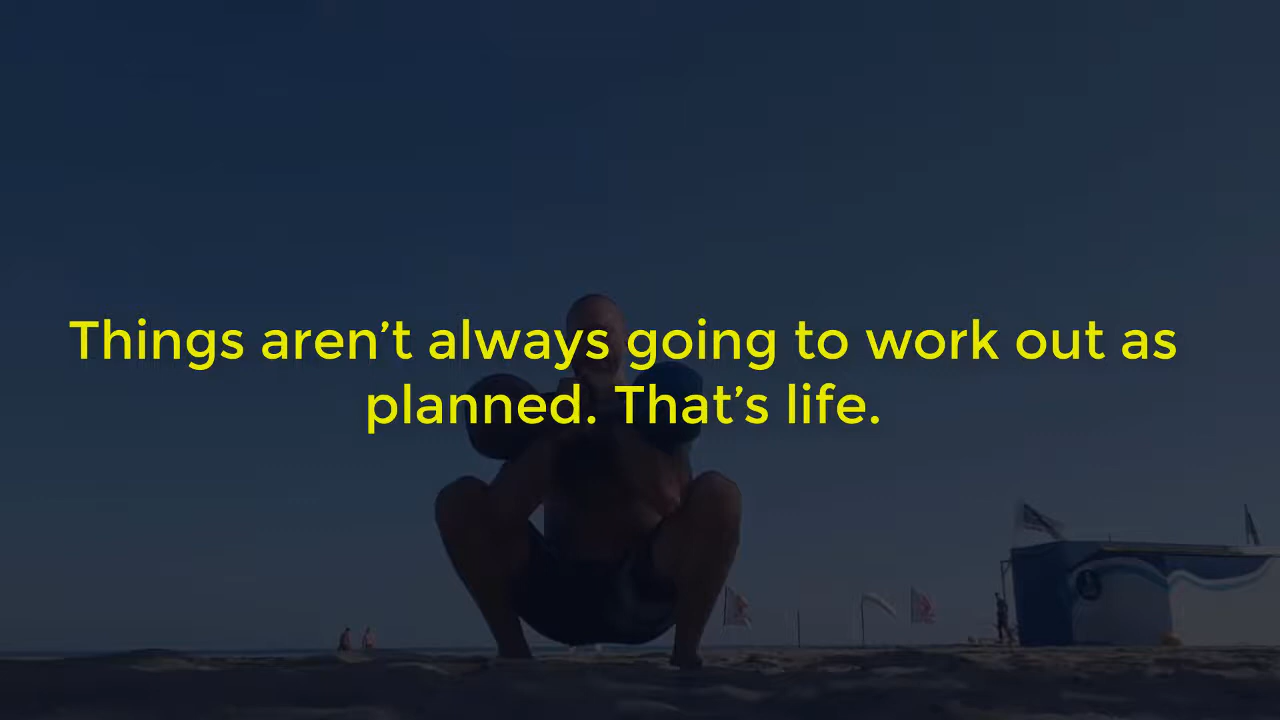 Things aren’t always going to work out as
planned. That’s life.